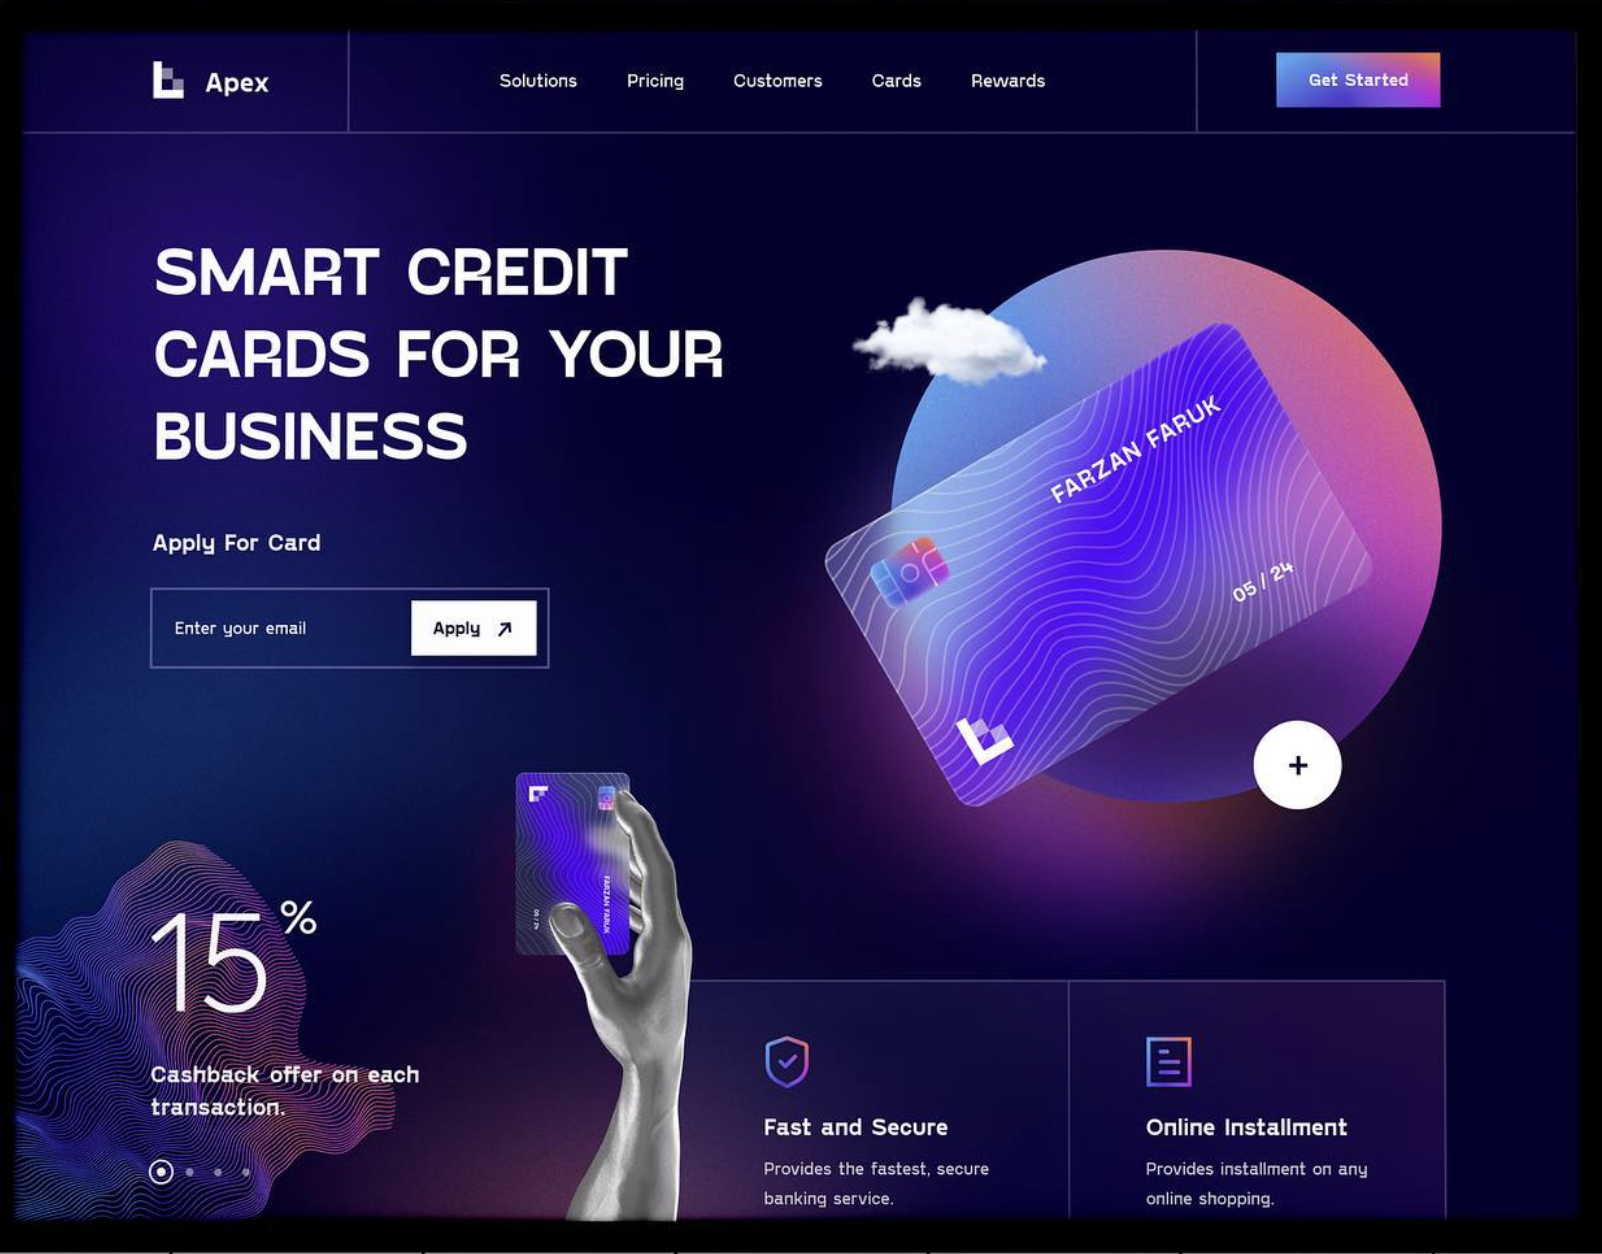 Apex
Solutions
Pricing
Customers
Cards
Rewards
Get Started
SMART CREDIT
CARDS FOR YOUR
BUSINESS
FARZAN FARUK
05 / 24
Apply For Card
Enter your email
Apply
+
FARZAN FARUK
05 / 24
15%
Cashback offer on each
transaction.
Fast and Secure
Provides the fastest, secure
banking service.
Online Installment
Provides installment on any
online shopping.